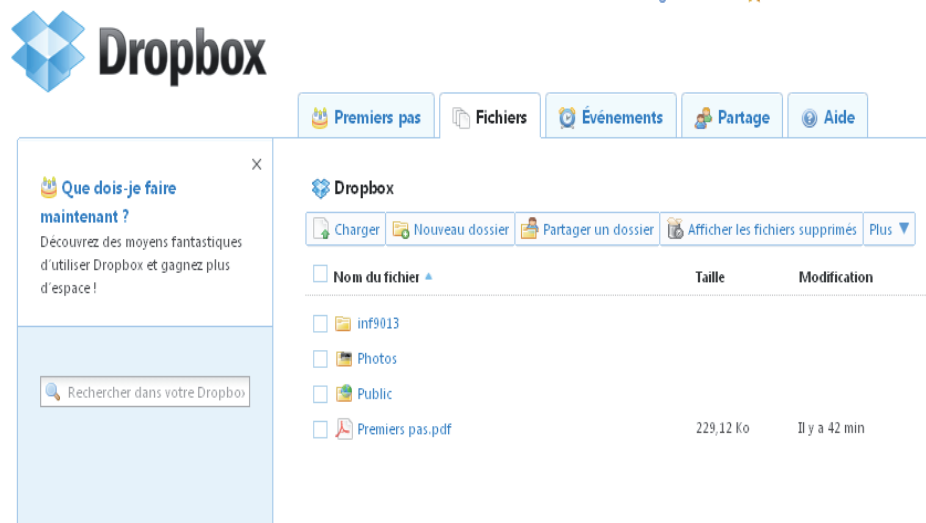 Dropbox
Premiers pas Fichiers Événements Partage Aide
Que dois-je faire
maintenant ?
Découvrez des moyens fantastiques
d'utiliser Dropbox et gagnez plus
d'espace !
Rechercher dans votre Dropbox
Dropbox
Charger Nouveau dossier Partager un dossier Afficher les fichiers supprimés Plus
Nom du fichier Taille Modification
inf9013
Photos
Public
Premiers pas.pdf 229,12 Ko Il y a 42 min